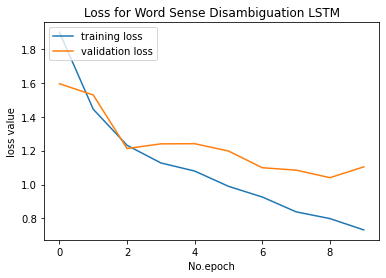 Loss for Word Sense Disambiguation LSTM
training loss
validation loss
loss value
1.8
1.6
1.4
1.2
1.0
0.8
0
2
4
6
8
No.epoch